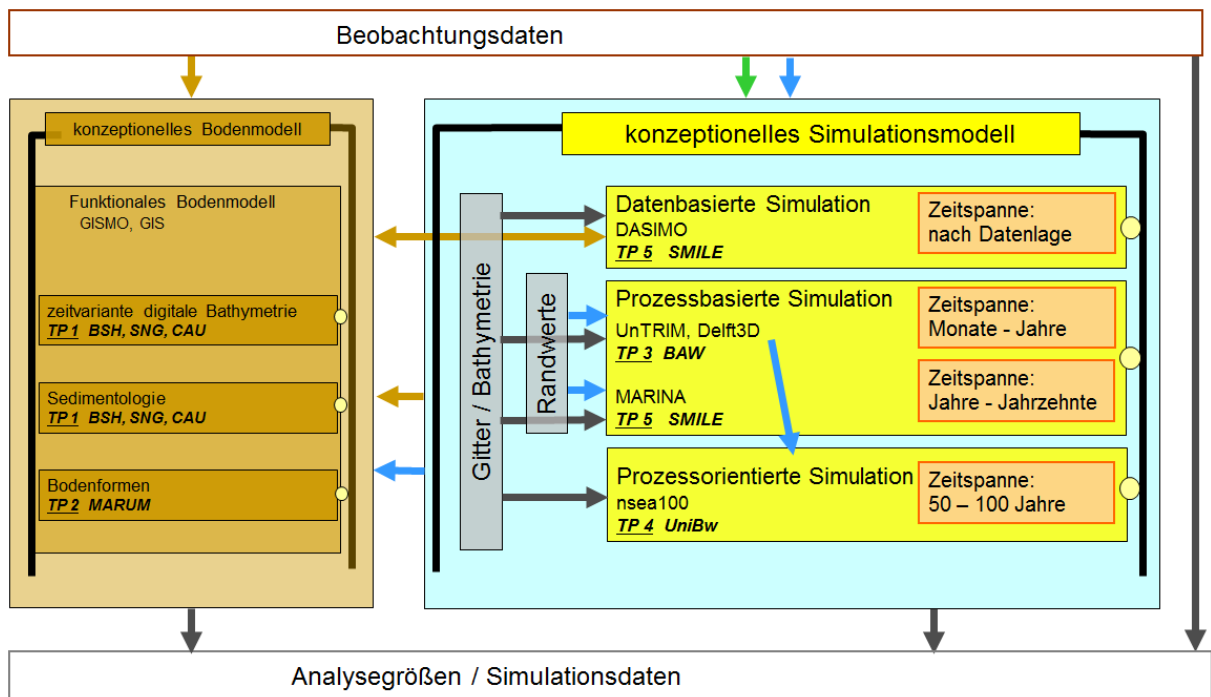 Beobachtungsdaten
konzeptionelles Bodenmodell
Funktionales Bodenmodell
GISMO, GIS
zeitvariante digitale Bathymetrie
TP 1 BSH, SNG, CAU
Sedimentologie
TP 1 BSH, SNG, CAU
Bodenformen
TP 2 MARUM
konzeptionelles Simulationsmodell
Gitter / Bathymetrie
Randwerte
Datenbasierte Simulation
DASIMO
TP 5 SMILE
Zeitspanne:
nach Datenlage
Prozessbasierte Simulation
UnTRIM, Delft3D
TP 3 BAW
Zeitspanne:
Monate - Jahre
MARINA
TP 5 SMILE
Zeitspanne:
Jahre - Jahrzehnte
Prozessorientierte Simulation
nsea100
TP 4 UniBw
Zeitspanne:
50 – 100 Jahre
Analysegrößen / Simulationsdaten